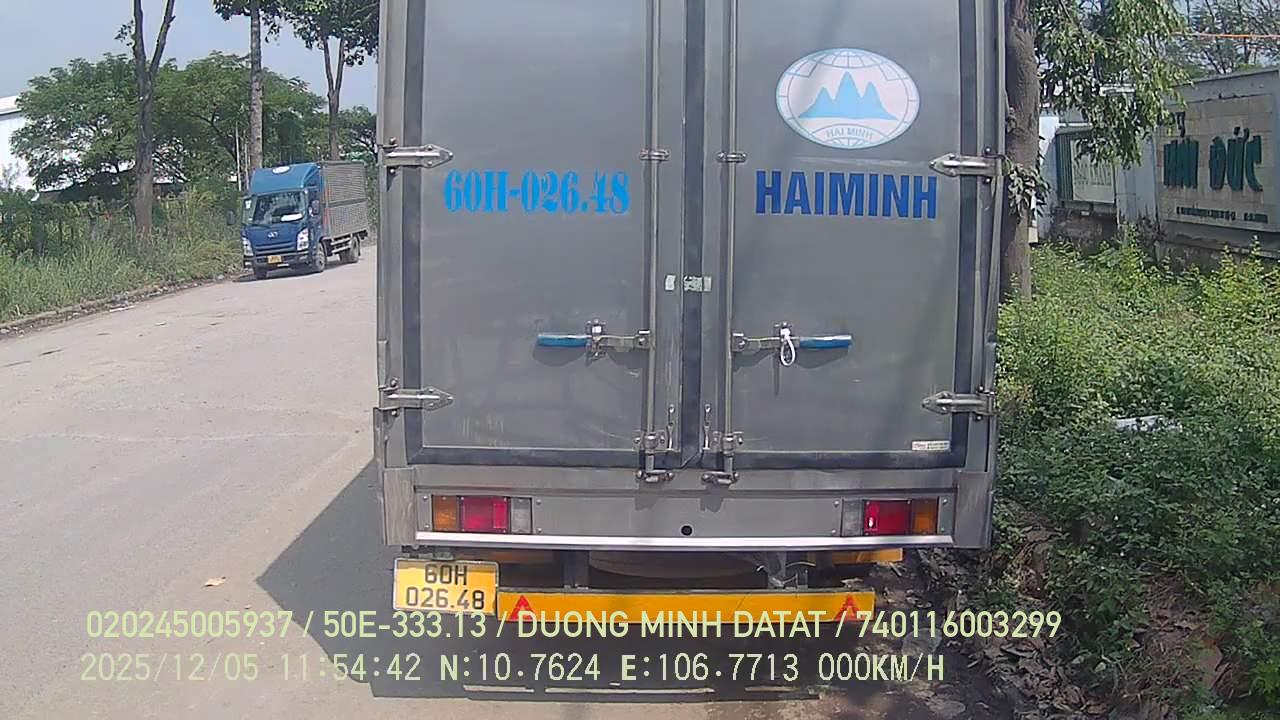 HAI MINH
60H-026.48
HAIMINH
ĐỨC
60H
026.48
020245005937 / 50E-333.13 / DUONG MINH DATAT / 740116003299
2025/12/05 11:54:42 N:10.7624 E:106.7713 000KM/H